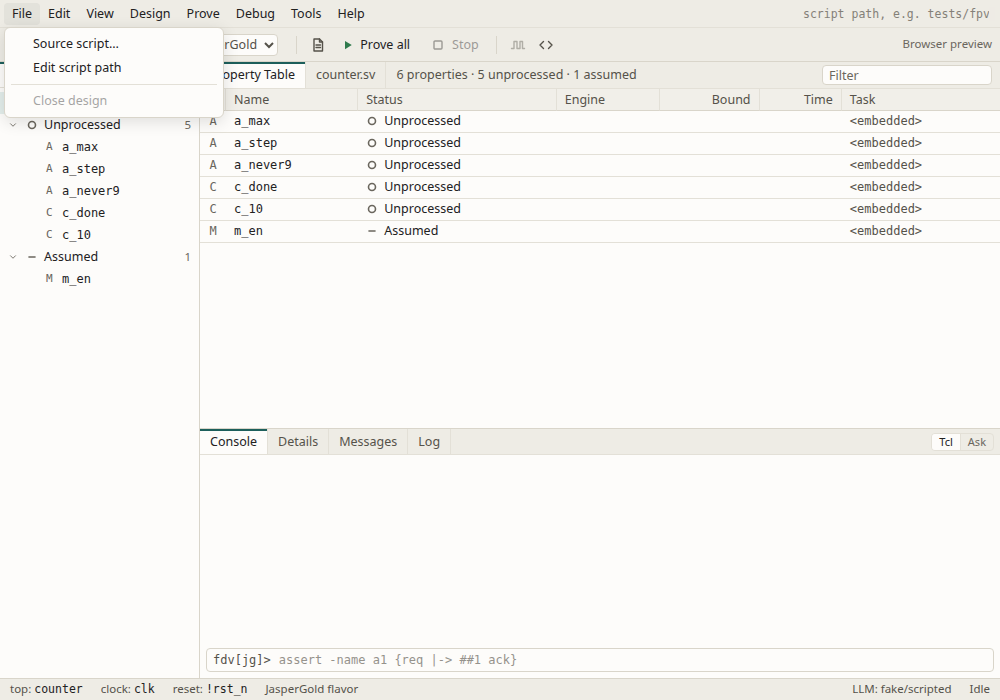 File Edit View Design Prove Debug Tools Help script path, e.g. tests/fpv
Source script...
Edit script path
Close design
rGold Prove all Stop Browser preview
operty Table counter.sv 6 properties · 5 unprocessed · 1 assumed Filter
Name Status Engine Bound Time Task
Unprocessed 5
A a_max
A a_step
A a_never9
C c_done
C c_10
Assumed 1
M m_en
A a_max Unprocessed <embedded>
A a_step Unprocessed <embedded>
A a_never9 Unprocessed <embedded>
C c_done Unprocessed <embedded>
C c_10 Unprocessed <embedded>
M m_en Assumed <embedded>
Console Details Messages Log Tcl Ask
fdv[jg]> assert -name a1 {req |-> ##1 ack}
top: counter clock: clk reset: !rst_n JasperGold flavor LLM: fake/scripted Idle